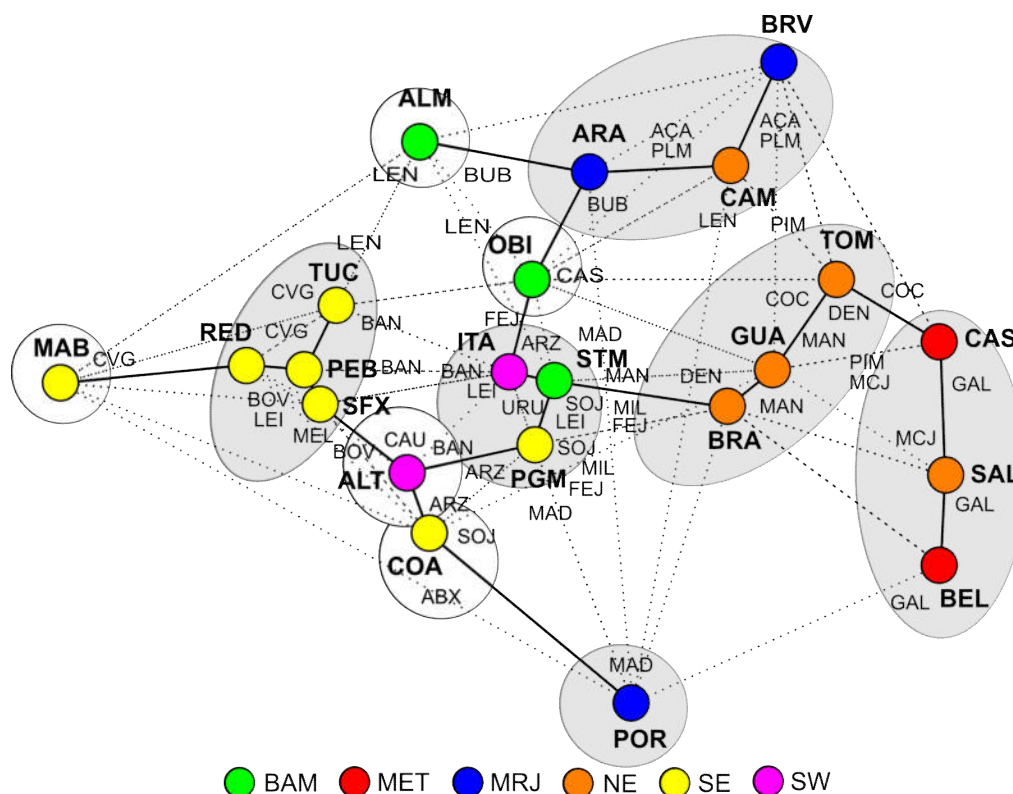 BRV
ALM
ARA
AÇA
PLM
AÇA
PLM
LEN
BUB
BUB
CAM
LEN
PIM
LEN
LEN
OBI
TOM
TUC
CAS
CVG
COC
COC
DEN
BAN
FEJ
RED
CVG
ITA
ARZ
MAD
GUA
MAN
CAS
STM
MAB
CVG
PEB
BAN
BAN
MAN
DEN
PIM
MCJ
LEI
GAL
BOV
LEI
SFX
URU
SOJ
LEI
MIL
FEJ
MAN
BRA
MEL
BOV
CAU
BAN
SOJ
MCJ
ALT
ARZ
PGM
MIL
FEJ
SAL
GAL
ARZ
MAD
SOJ
COA
ABX
GAL
BEL
MAD
POR
BAM
MET
MRJ
NE
SE
SW